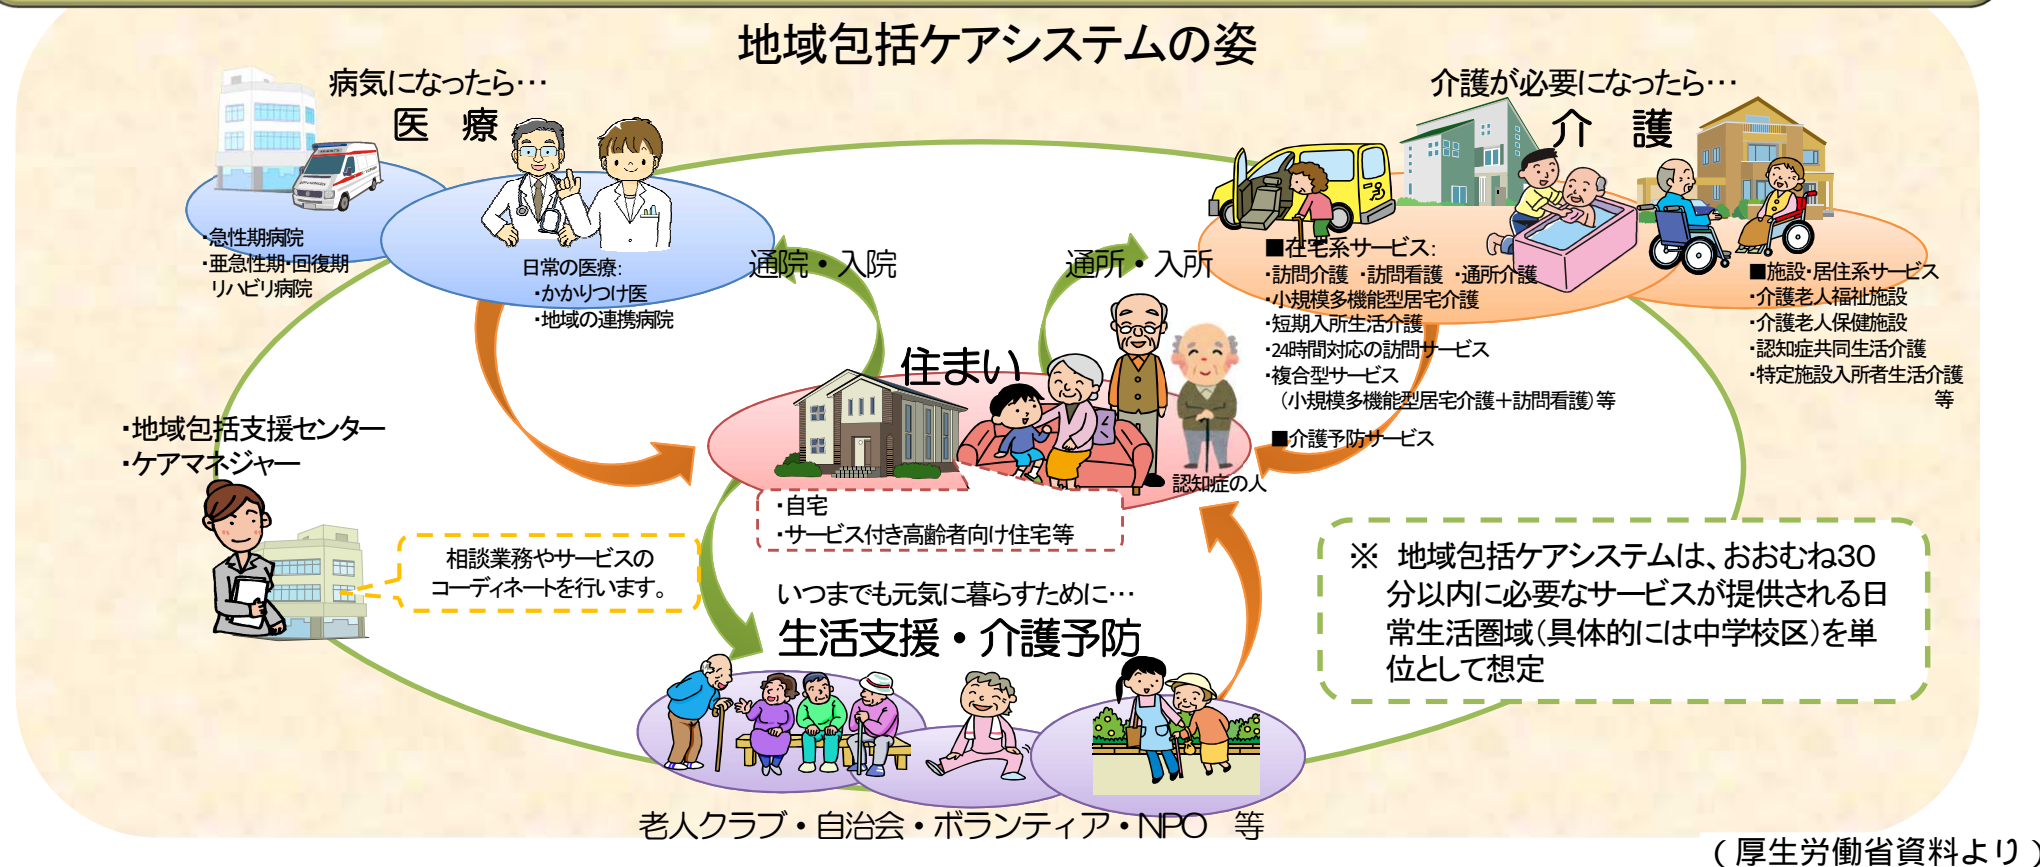 地域包括ケアシステムの姿
病気になったら…
医 療
・急性期病院
・亜急性期・回復期
リハビリ病院
日常の医療:
・かかりつけ医
・地域の連携病院
通院・入院
通所・入所
介護が必要になったら…
介 護
■在宅系サービス:
・訪問介護 ・訪問看護 ・通所介護
・小規模多機能型居宅介護
・短期入所生活介護
・24時間対応の訪問サービス
・複合型サービス
(小規模多機能型居宅介護+訪問看護)等
■介護予防サービス
■施設・居住系サービス
・介護老人福祉施設
・介護老人保健施設
・認知症共同生活介護
・特定施設入所者生活介護
等
住まい
認知症の人
・自宅
・サービス付き高齢者向け住宅等
・地域包括支援センター
・ケアマネジャー
相談業務やサービスの
コーディネートを行います。
いつまでも元気に暮らすために…
生活支援・介護予防
老人クラブ・自治会・ボランティア・NPO 等
※ 地域包括ケアシステムは、おおむね30
分以内に必要なサービスが提供される日
常生活圏域(具体的には中学校区)を単
位として想定
(厚生労働省資料より)